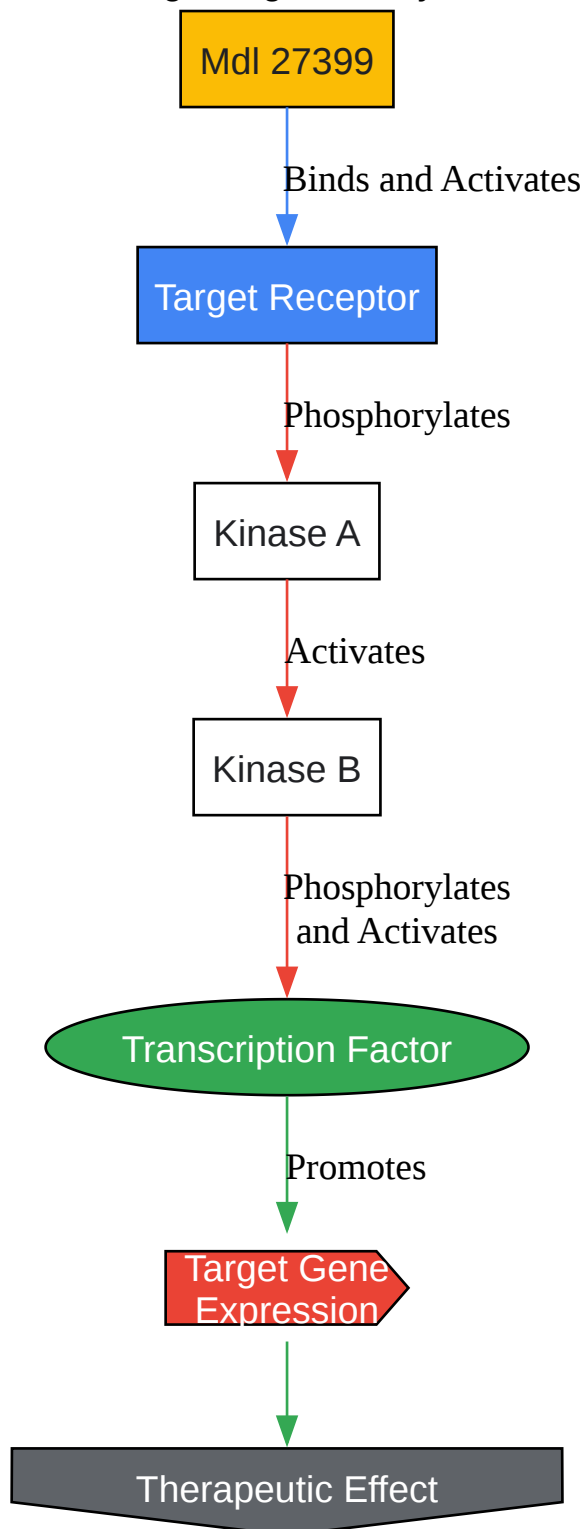 Mdl 27399
Binds and Activates
Target Receptor
Phosphorylates
Kinase A
Activates
Kinase B
Phosphorylates
and Activates
Transcription Factor
Promotes
Target Gene
Expression
Therapeutic Effect